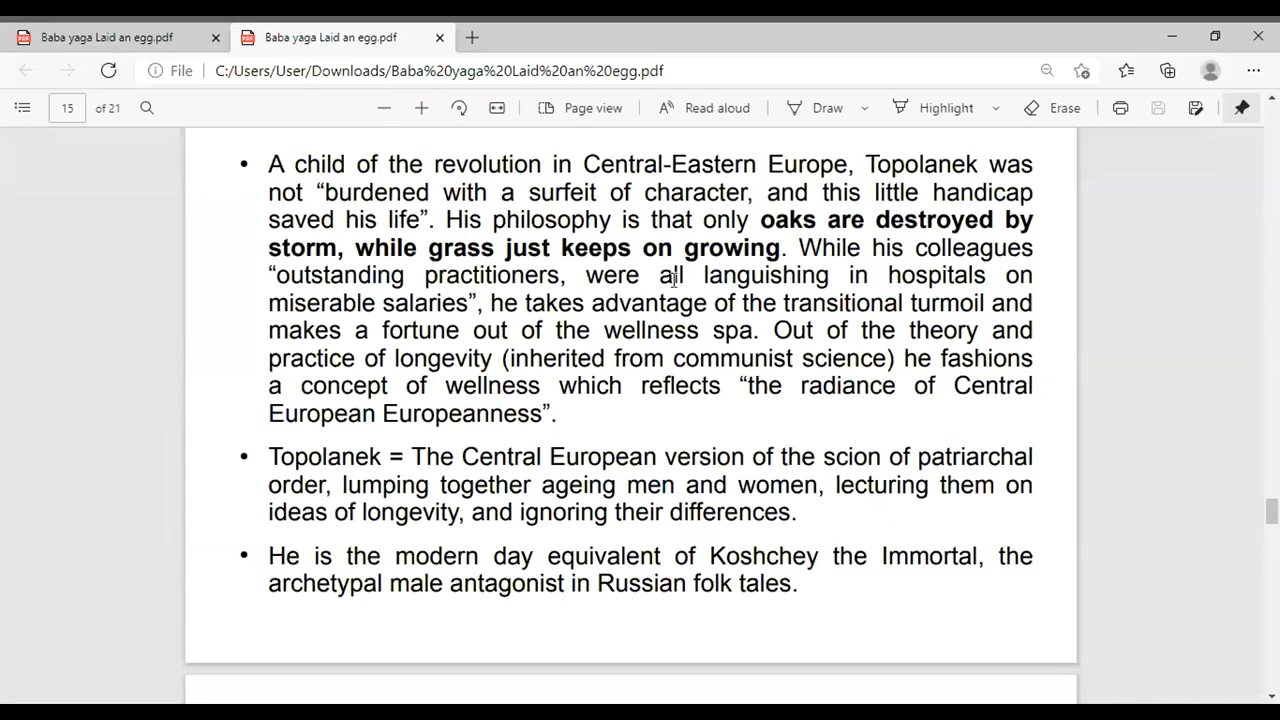 Baba yaga Laid an egg.pdf
Baba yaga Laid an egg.pdf
File C:/Users/User/Downloads/Baba%20yaga%20Laid%20an%20egg.pdf
15 of 21 Page view Read aloud Draw Highlight Erase
• A child of the revolution in Central-Eastern Europe, Topolanek was
not “burdened with a surfeit of character, and this little handicap
saved his life”. His philosophy is that only oaks are destroyed by
storm, while grass just keeps on growing. While his colleagues
“outstanding practitioners, were all languishing in hospitals on
miserable salaries”, he takes advantage of the transitional turmoil and
makes a fortune out of the wellness spa. Out of the theory and
practice of longevity (inherited from communist science) he fashions
a concept of wellness which reflects “the radiance of Central
European Europeanness”.
• Topolanek = The Central European version of the scion of patriarchal
order, lumping together ageing men and women, lecturing them on
ideas of longevity, and ignoring their differences.
• He is the modern day equivalent of Koshchey the Immortal, the
archetypal male antagonist in Russian folk tales.